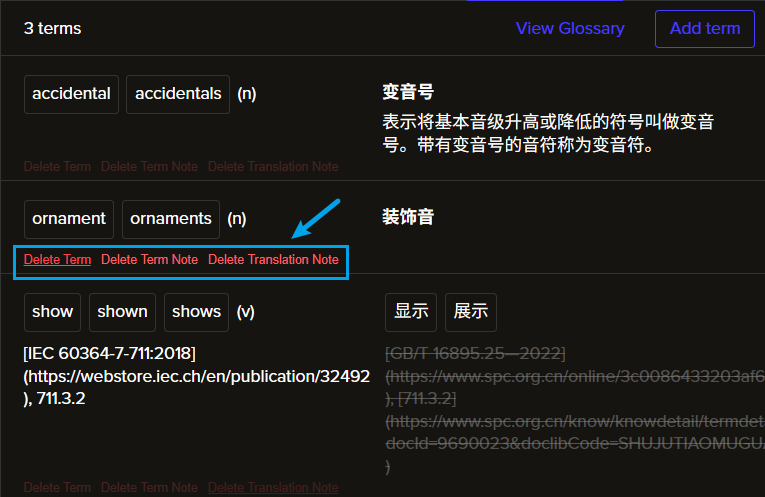 3 terms View Glossary Add term
accidental accidentals (n) 变音号
表示将基本音级升高或降低的符号叫做变音
号。带有变音号的音符称为变音符。
Delete Term Delete Term Note Delete Translation Note
ornament ornaments (n) 装饰音
Delete Term Delete Term Note Delete Translation Note
show shown shows (v) 显示 展示
[IEC 60364-7-711:2018]
(https://webstore.iec.ch/en/publication/32492
), 711.3.2
[GB/T 16895.25—2022]
(https://www.spc.org.cn/online/3c0086433203af6
), [711.3.2]
(https://www.spc.org.cn/know/knowdetail/termdet
docId=9690023&doclibCode=SHUJUTIAOMUGU
)
Delete Term Delete Term Note Delete Translation Note